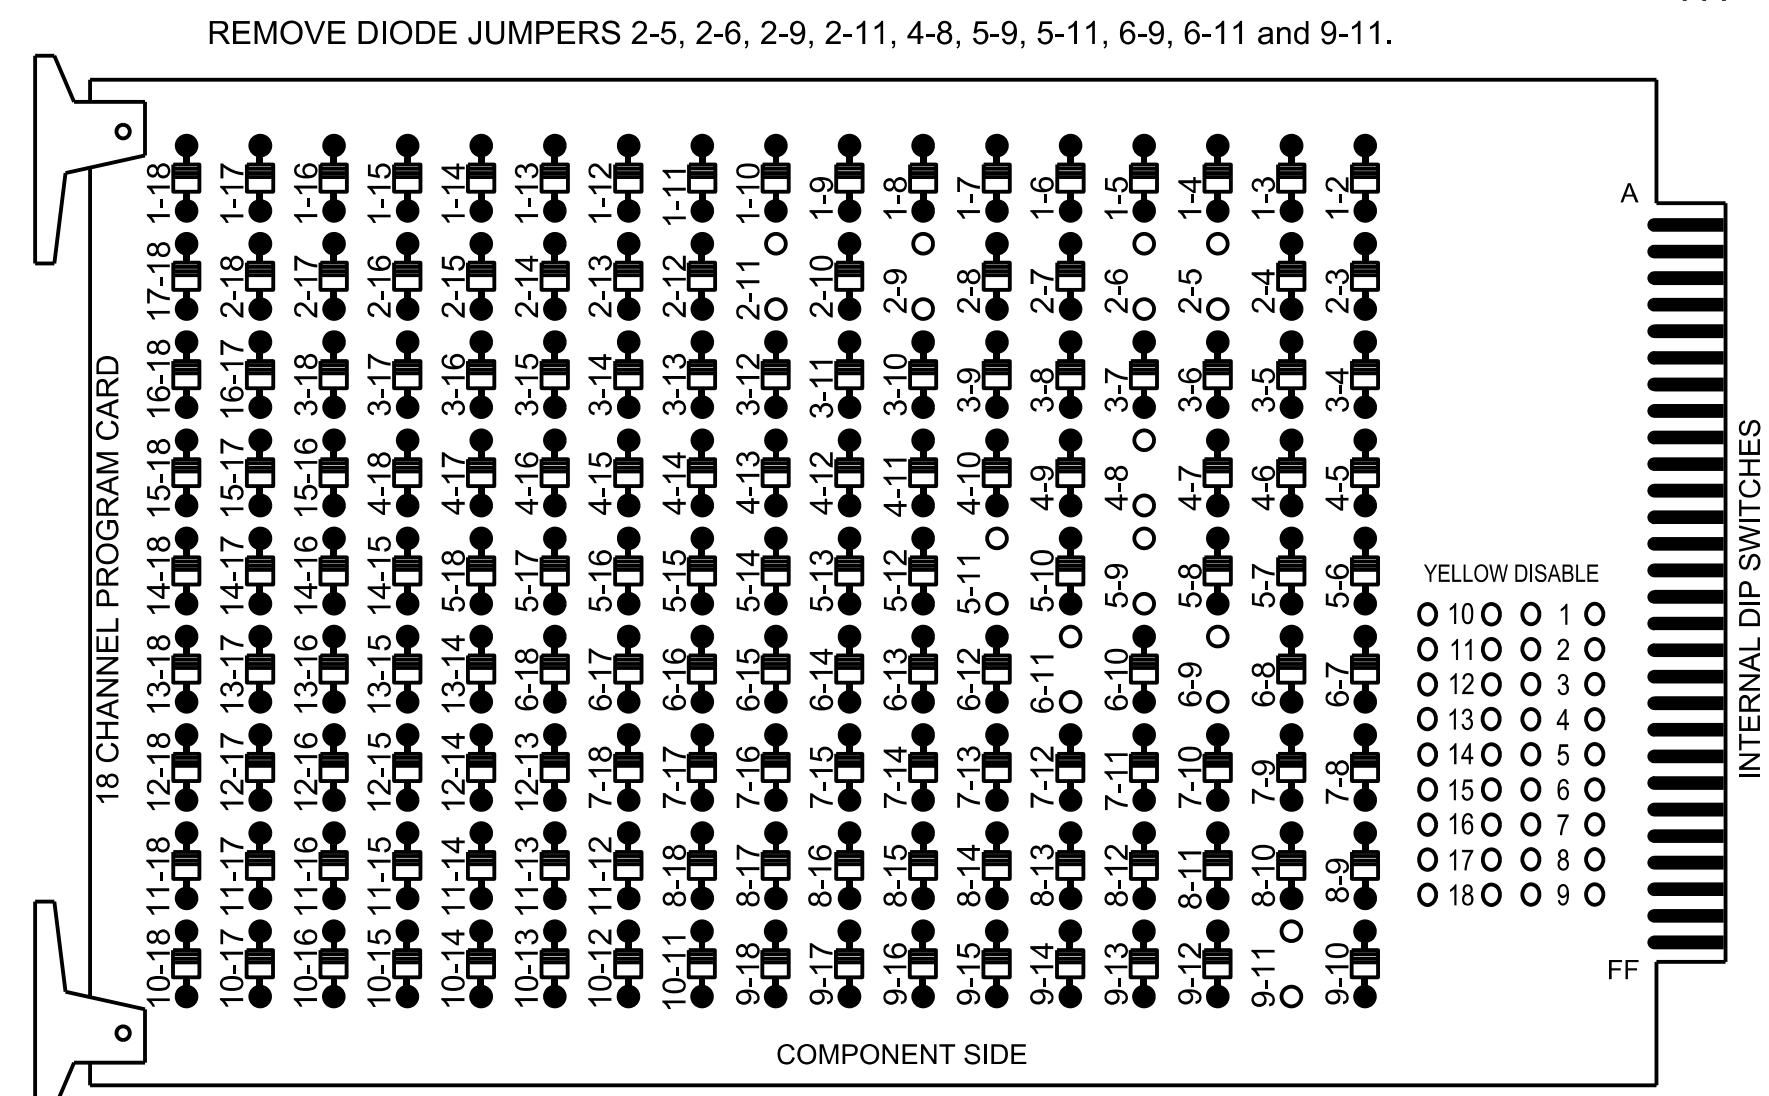 REMOVE DIODE JUMPERS 2-5, 2-6, 2-9, 2-11, 4-8, 5-9, 5-11, 6-9, 6-11 and 9-11.
1-18 1-17 1-16 1-15 1-14 1-13 1-12 1-11 1-10 1-9 1-8 1-7 1-6 1-5 1-4 1-3 1-2
A
17-18 2-18 2-17 2-16 2-15 2-14 2-13 2-12 2-11 2-10 2-9 2-8 2-7 2-6 2-5 2-4 2-3
16-18 16-17 3-18 3-17 3-16 3-15 3-14 3-13 3-12 3-11 3-10 3-9 3-8 3-7 3-6 3-5 3-4
15-18 15-17 15-16 4-18 4-17 4-16 4-15 4-14 4-13 4-12 4-11 4-10 4-9 4-8 4-7 4-6 4-5
14-18 14-17 14-16 14-15 5-18 5-17 5-16 5-15 5-14 5-13 5-12 5-11 5-10 5-9 5-8 5-7 5-6
13-18 13-17 13-16 13-15 13-14 6-18 6-17 6-16 6-15 6-14 6-13 6-12 6-11 6-10 6-9 6-8 6-7
12-18 12-17 12-16 12-15 12-14 12-13 7-18 7-17 7-16 7-15 7-14 7-13 7-12 7-11 7-10 7-9 7-8
11-18 11-17 11-16 11-15 11-14 11-13 11-12 8-18 8-17 8-16 8-15 8-14 8-13 8-12 8-11 8-10 8-9
10-18 10-17 10-16 10-15 10-14 10-13 10-12 10-11 9-18 9-17 9-16 9-15 9-14 9-13 9-12 9-11 9-10
18 CHANNEL PROGRAM CARD
YELLOW DISABLE
10 1
11 2
12 3
13 4
14 5
15 6
16 7
17 8
18 9
INTERNAL DIP SWITCHES
FF
COMPONENT SIDE